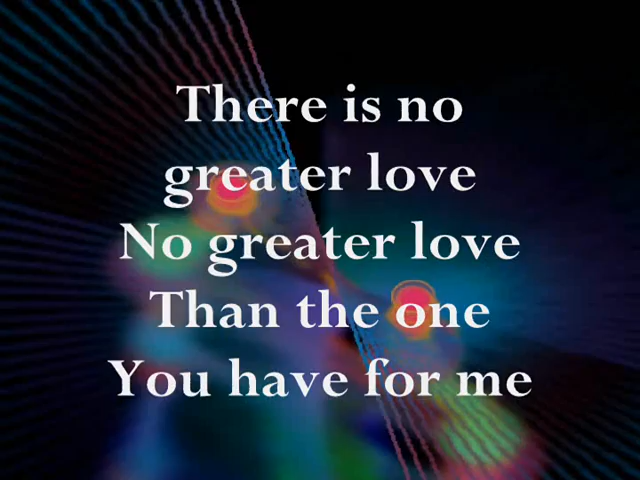 There is no
greater love
No greater love
Than the one
You have for me